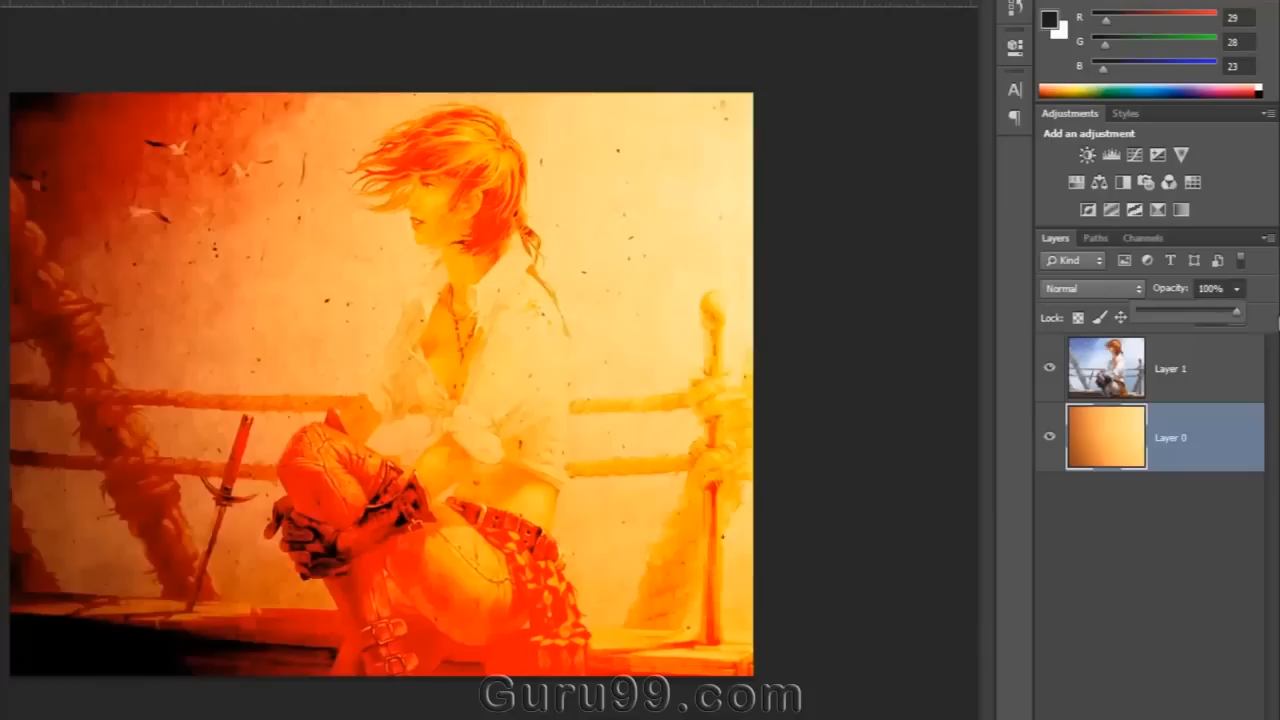 R 29
G 28
B 23
A|
Adjustments Styles
Add an adjustment
Layers Paths Channels
Kind T
Normal Opacity: 100%
Lock:
Layer 1
Layer 0
Guru99.com